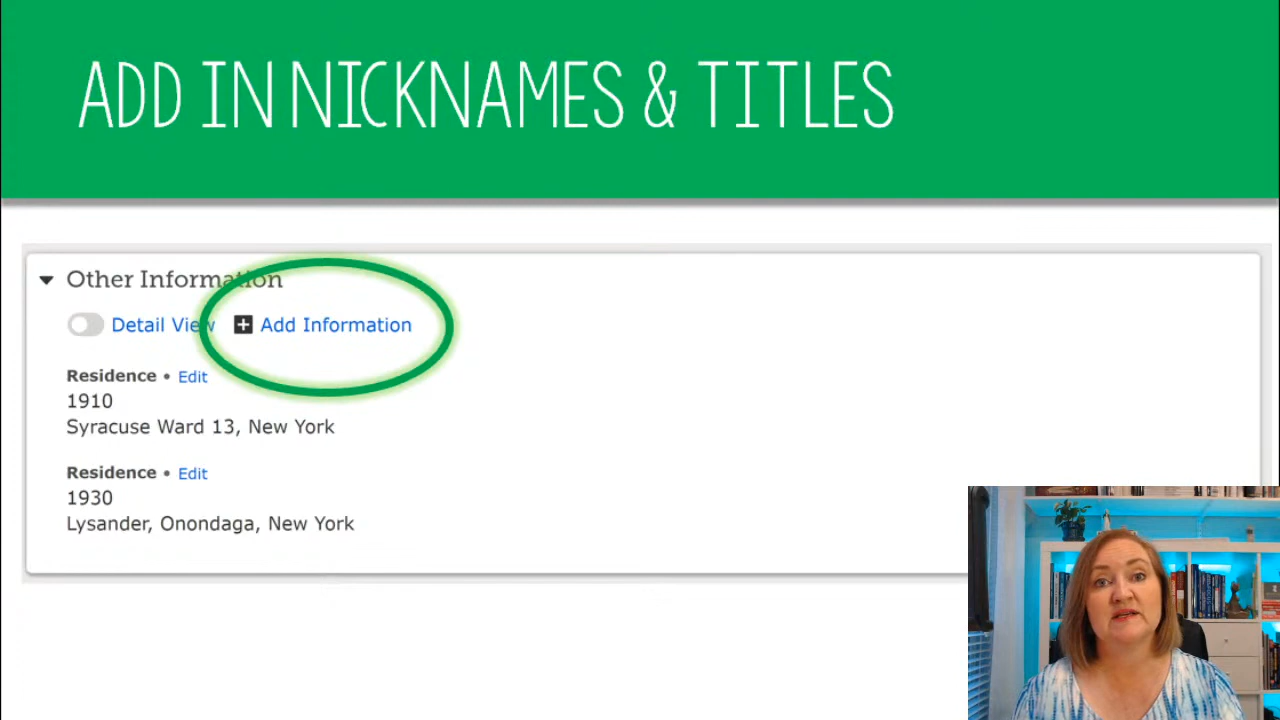 ADD IN NICKNAMES & TITLES
Other Information
Detail View Add Information
Residence • Edit
1910
Syracuse Ward 13, New York
Residence • Edit
1930
Lysander, Onondaga, New York